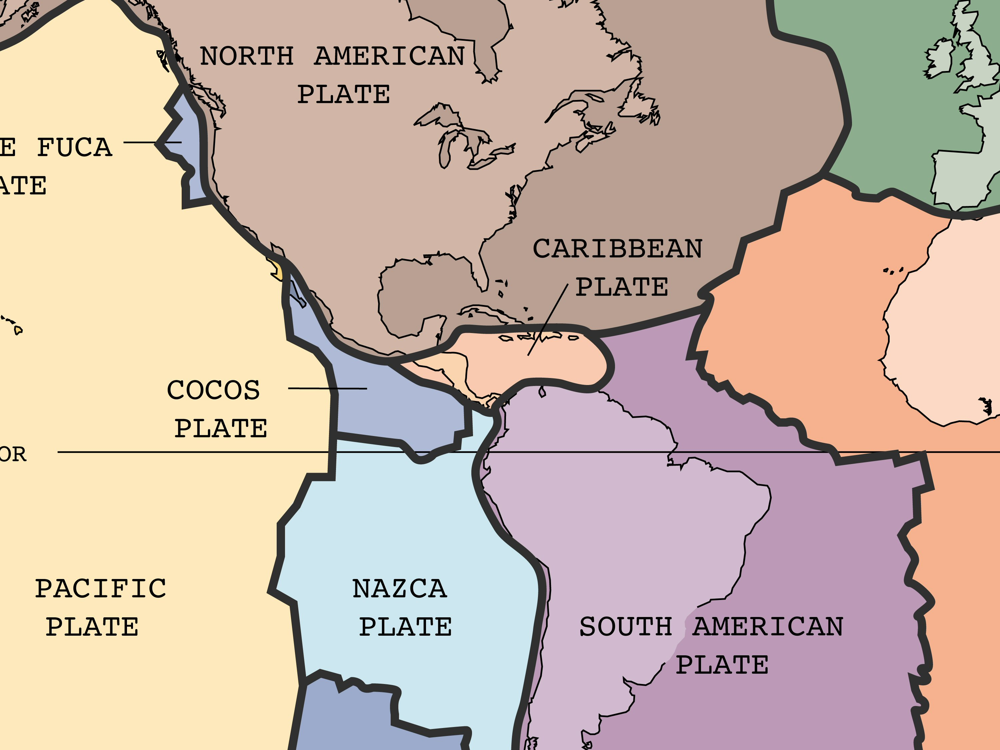 NORTH AMERICAN
PLATE
E FUCA
ATE
CARIBBEAN
PLATE
COCOS
PLATE
OR
PACIFIC
PLATE
NAZCA
PLATE
SOUTH AMERICAN
PLATE